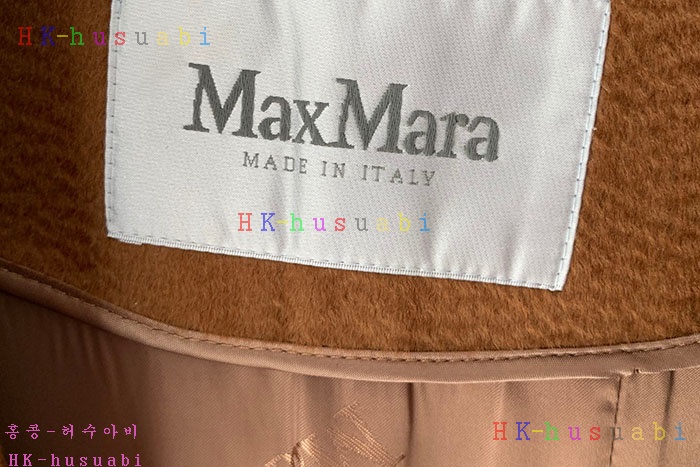 HK-husuabi
MaxMara
MADE IN ITALY
HK-husuabi
홍콩-허수아비
HK-husuabi
HK-husuabi